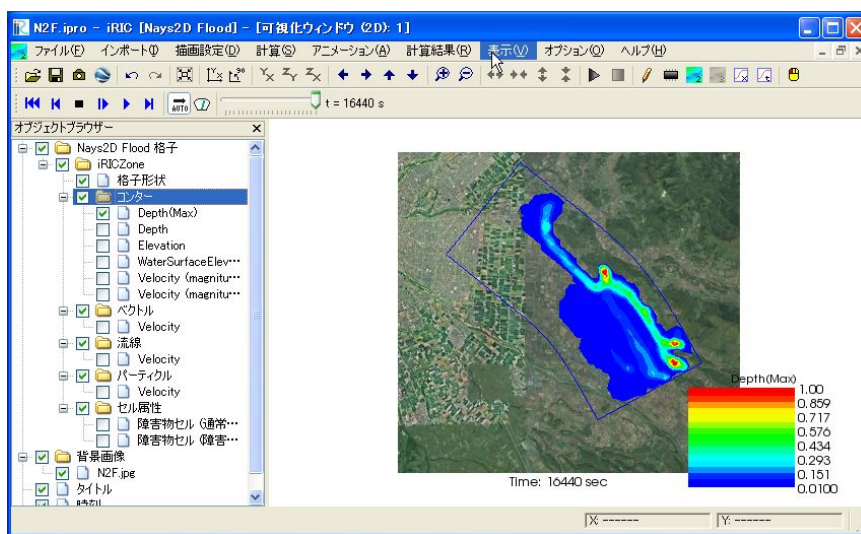 N2F.ipro - iRIC [Nays2D Flood] - [可視化ウィンドウ (2D): 1]
ファイル(F) インポート(I) 描画設定(D) 計算(S) アニメーション(A) 計算結果(R) 表示(V) オプション(O) ヘルプ(H)
AUTO t = 16440 s
オブジェクトブラウザー
Nays2D Flood 格子
iRICZone
格子形状
コンター
Depth(Max)
Depth
Elevation
WaterSurfaceElev…
Velocity (magnitu…
Velocity (magnitu…
ベクトル
Velocity
流線
Velocity
パーティクル
Velocity
セル属性
障害物セル (通常…
障害物セル (障害…
背景画像
N2F.jpg
タイトル
時刻
Depth(Max)
1.00
0.859
0.717
0.576
0.434
0.293
0.151
0.0100
Time: 16440 sec
X: ------ Y: ------